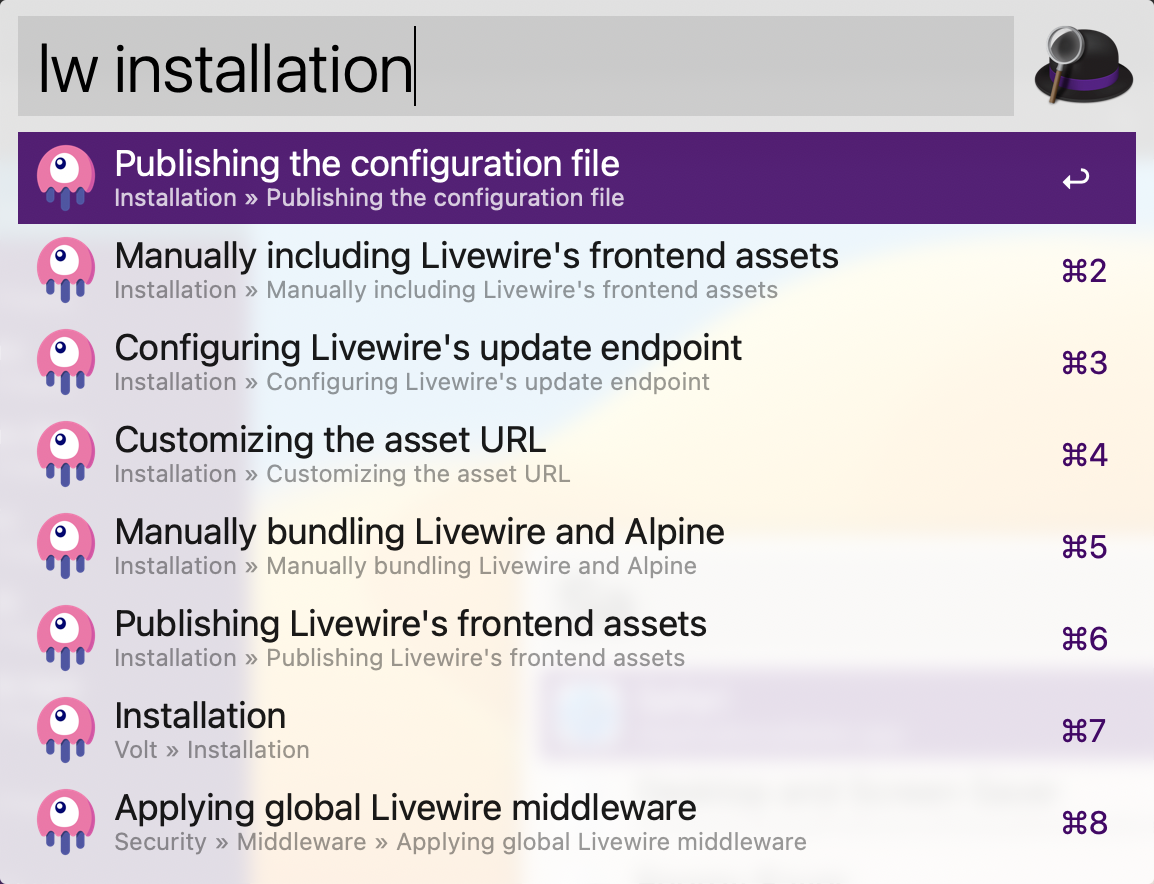 lw installation
Publishing the configuration file
Installation » Publishing the configuration file
Manually including Livewire's frontend assets
Installation » Manually including Livewire's frontend assets
⌘2
Configuring Livewire's update endpoint
Installation » Configuring Livewire's update endpoint
⌘3
Customizing the asset URL
Installation » Customizing the asset URL
⌘4
Manually bundling Livewire and Alpine
Installation » Manually bundling Livewire and Alpine
⌘5
Publishing Livewire's frontend assets
Installation » Publishing Livewire's frontend assets
⌘6
Installation
Volt » Installation
⌘7
Applying global Livewire middleware
Security » Middleware » Applying global Livewire middleware
⌘8